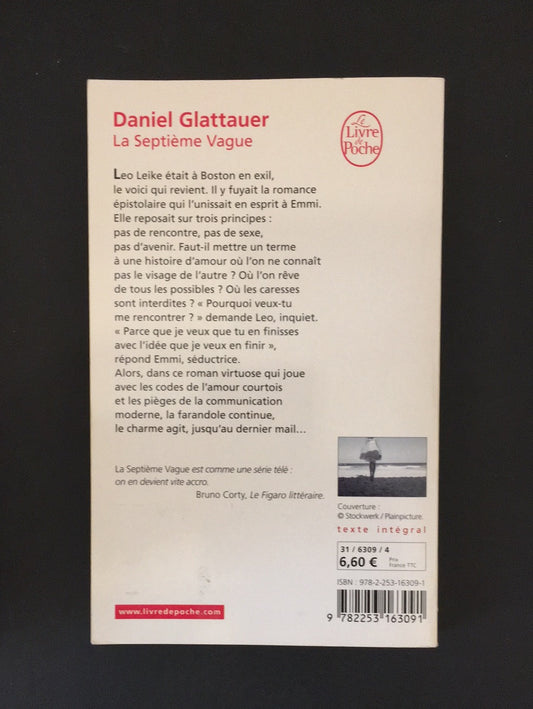 Daniel Glattauer
La Septième Vague
Le
Livre
de
Poche
Leo Leike était à Boston en exil,
le voici qui revient. Il y fuyait la romance
épistolaire qui l'unissait en esprit à Emmi.
Elle reposait sur trois principes :
pas de rencontre, pas de sexe,
pas d'avenir. Faut-il mettre un terme
à une histoire d'amour où l'on ne connaît
pas le visage de l'autre ? Où l'on rêve
de tous les possibles ? Où les caresses
sont interdites ? « Pourquoi veux-tu
me rencontrer ? » demande Leo, inquiet.
« Parce que je veux que tu en finisses
avec l'idée que je veux en finir »,
répond Emmi, séductrice.
Alors, dans ce roman virtuose qui joue
avec les codes de l'amour courtois
et les pièges de la communication
moderne, la farandole continue,
le charme agit, jusqu'au dernier mail…
La Septième Vague est comme une série télé :
on en devient vite accro.
Bruno Corty, Le Figaro littéraire.
Couverture :
© Stockwerk / Plainpicture.
texte intégral
31 / 6309 / 4
6,60 € Prix
France TTC
ISBN : 978-2-253-16309-1
9 782253 163091
www.livredepoche.com